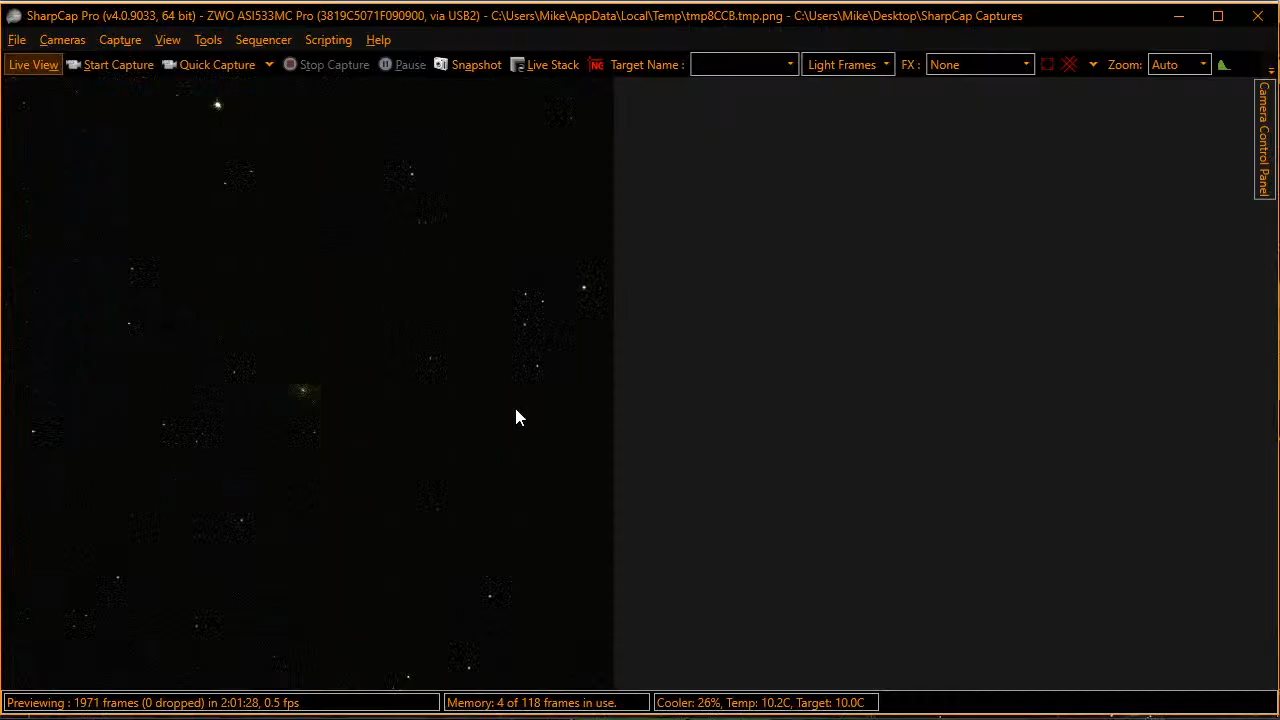 SharpCap Pro (v4.0.9033, 64 bit) - ZWO ASI533MC Pro (3819C5071F090900, via USB2) - C:\Users\Mike\AppData\Local\Temp\tmp8CCB.tmp.png - C:\Users\Mike\Desktop\SharpCap Captures
File Cameras Capture View Tools Sequencer Scripting Help
Live View Start Capture Quick Capture Stop Capture Pause Snapshot Live Stack NC Target Name : Light Frames FX : None Zoom: Auto
Camera Control Panel
Previewing : 1971 frames (0 dropped) in 2:01:28, 0.5 fps Memory: 4 of 118 frames in use. Cooler: 26%, Temp: 10.2C, Target: 10.0C